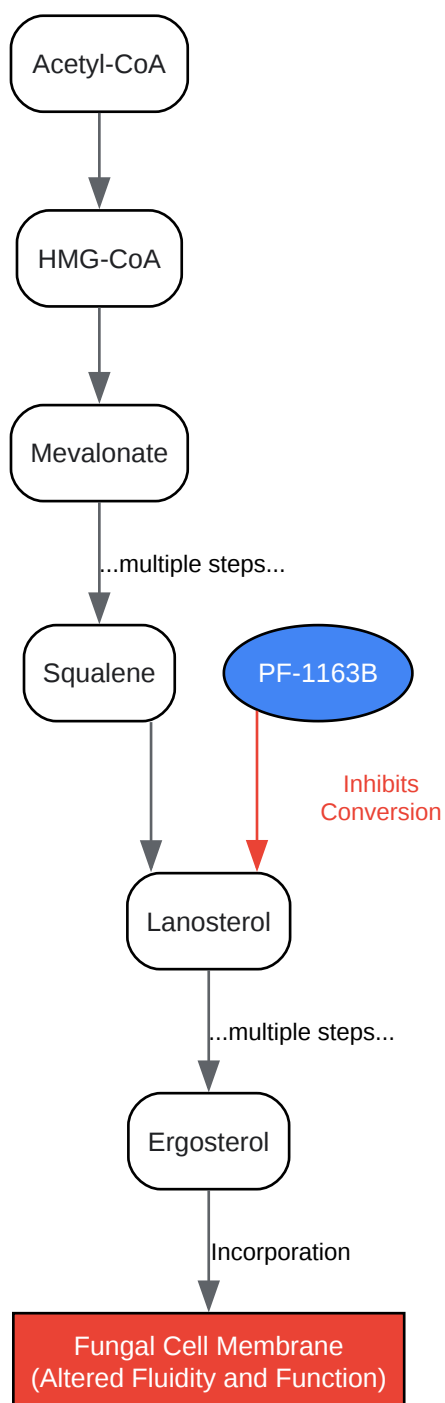 Acetyl-CoA
HMG-CoA
Mevalonate
...multiple steps...
Squalene
PF-1163B
Inhibits
Conversion
Lanosterol
...multiple steps...
Ergosterol
Incorporation
Fungal Cell Membrane
(Altered Fluidity and Function)